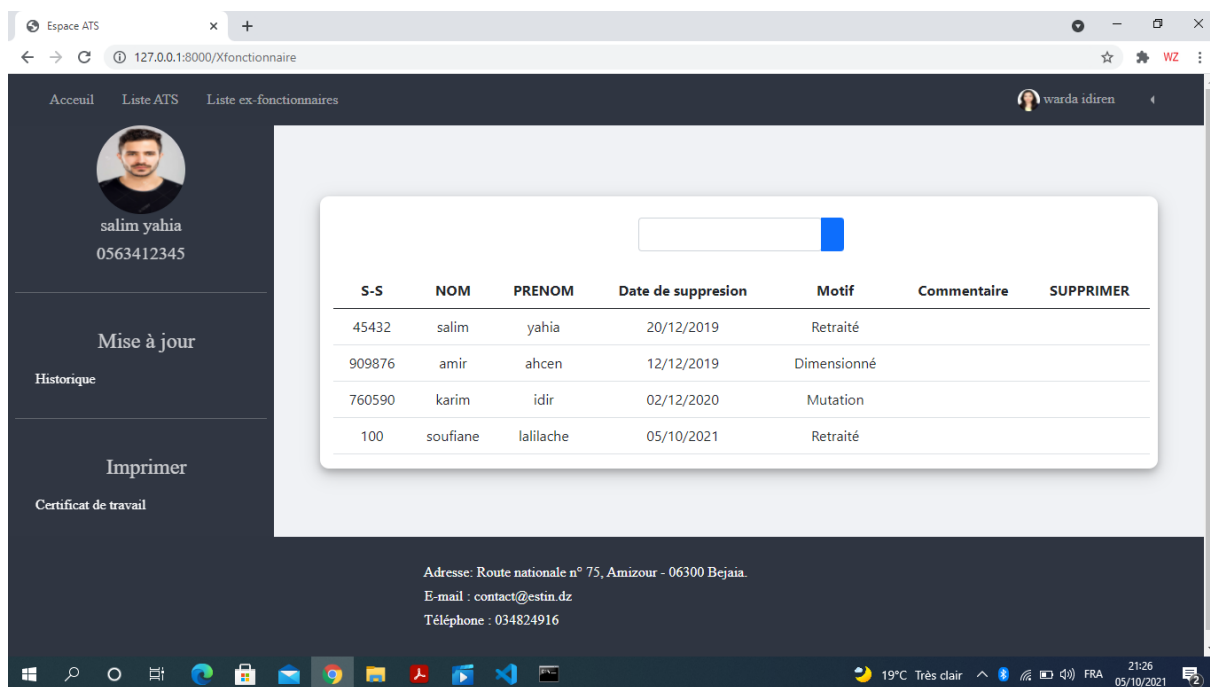 Espace ATS
127.0.0.1:8000/Xfonctionnaire
WZ
Acceuil Liste ATS Liste ex-fonctionnaires warda idiren
salim yahia
0563412345
Mise à jour
Historique
Imprimer
Certificat de travail
S-S NOM PRENOM Date de suppresion Motif Commentaire SUPPRIMER
45432 salim yahia 20/12/2019 Retraité
909876 amir ahcen 12/12/2019 Dimensionné
760590 karim idir 02/12/2020 Mutation
100 soufiane lalilache 05/10/2021 Retraité
Adresse: Route nationale n° 75, Amizour - 06300 Bejaia.
E-mail : contact@estin.dz
Téléphone : 034824916
19°C Très clair FRA 21:26
05/10/2021 2